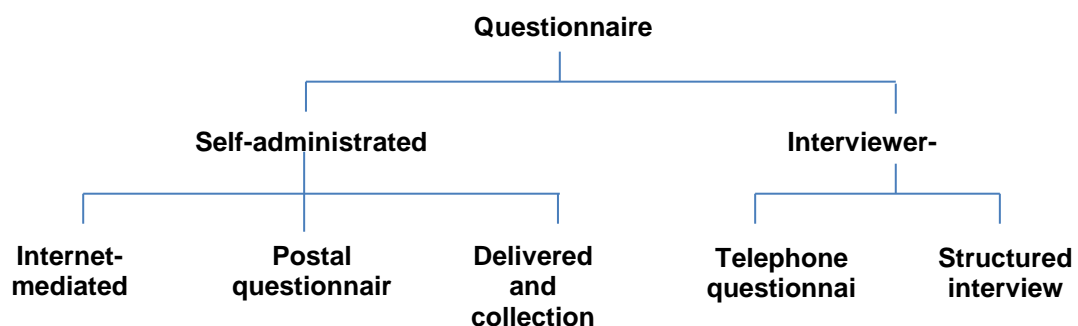 Questionnaire
Self-administrated
Interviewer-
Internet-
mediated
Postal
questionnair
Delivered
and
collection
Telephone
questionnai
Structured
interview